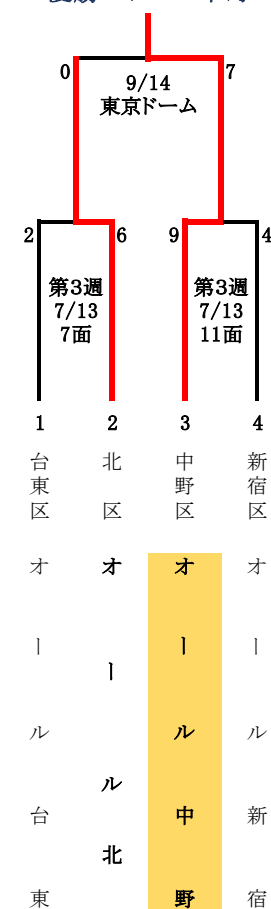 0
9/14
東京ドーム
7
2
6
9
4
第3週
7/13
7面
第3週
7/13
11面
1
2
3
4
台東区
北区
中野区
新宿区
オール台東
オール北
オール中野
オール新宿